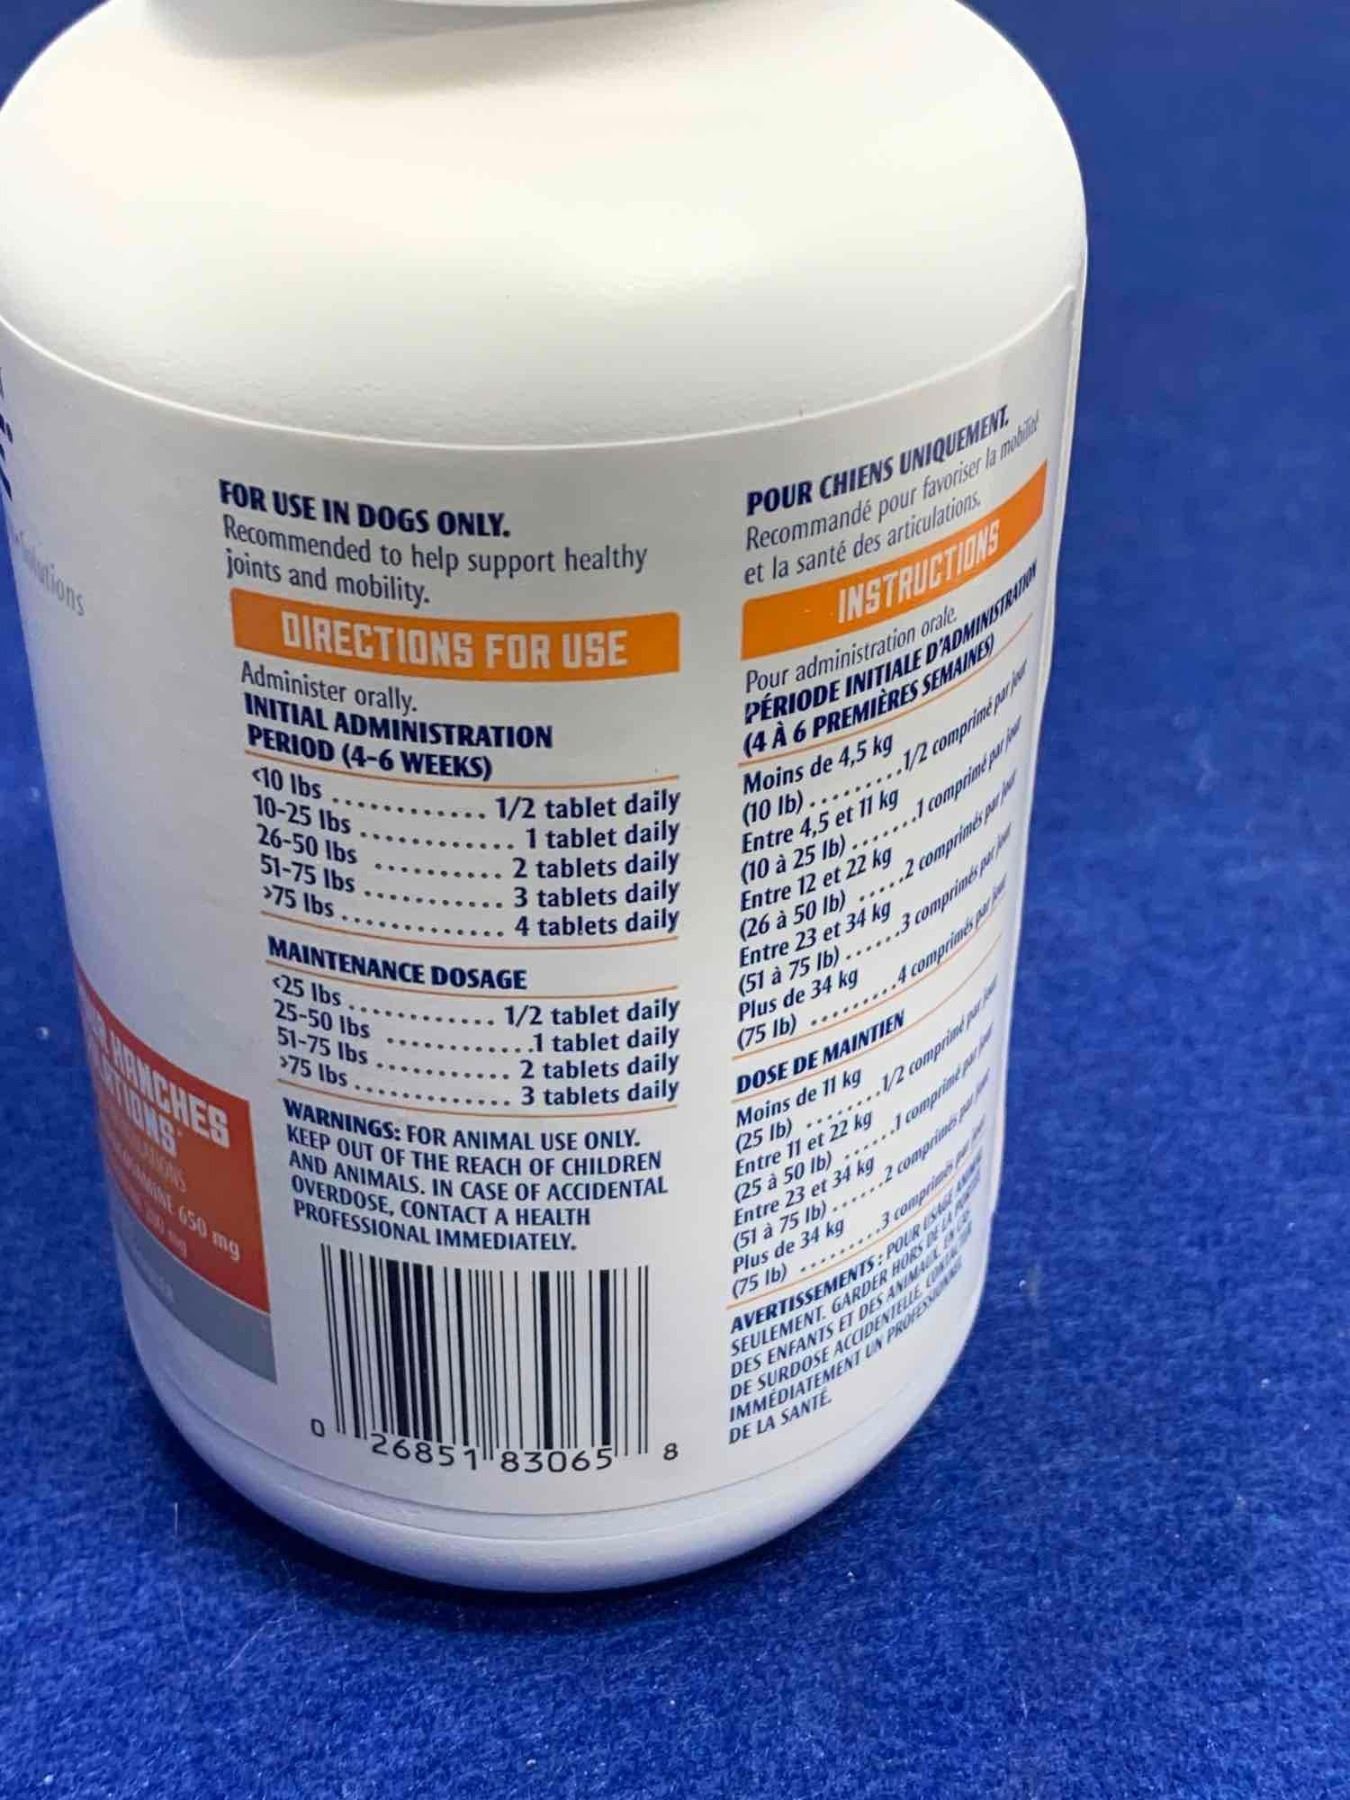 Solutions
HANCHES
650 mg
FOR USE IN DOGS ONLY.
Recommended to help support healthy
joints and mobility.
DIRECTIONS FOR USE
Administer orally.
INITIAL ADMINISTRATION
PERIOD (4-6 WEEKS)
<10 lbs ............ 1/2 tablet daily
10-25 lbs ............ 1 tablet daily
26-50 lbs .......... 2 tablets daily
51-75 lbs ........... 3 tablets daily
>75 lbs ............. 4 tablets daily
MAINTENANCE DOSAGE
<25 lbs ............. 1/2 tablet daily
25-50 lbs ............1 tablet daily
51-75 lbs ........... 2 tablets daily
>75 lbs ............. 3 tablets daily
WARNINGS: FOR ANIMAL USE ONLY.
KEEP OUT OF THE REACH OF CHILDREN
AND ANIMALS. IN CASE OF ACCIDENTAL
OVERDOSE, CONTACT A HEALTH
PROFESSIONAL IMMEDIATELY.
0 26851 83065 8
POUR CHIENS UNIQUEMENT.
Recommandé pour favoriser la mobilité
et la santé des articulations.
INSTRUCTIONS
Pour administration orale.
PÉRIODE INITIALE D'ADMINISTRATION
(4 À 6 PREMIÈRES SEMAINES)
Moins de 4,5 kg
(10 lb) .........1/2 comprimé par jour
Entre 4,5 et 11 kg
(10 à 25 lb) .......1 comprimé par jour
Entre 12 et 22 kg
(26 à 50 lb) .....2 comprimés par jour
Entre 23 et 34 kg
(51 à 75 lb) ......3 comprimés par jour
Plus de 34 kg
(75 lb) .........4 comprimés par jour
DOSE DE MAINTIEN
Moins de 11 kg
(25 lb) ........1/2 comprimé par jour
Entre 11 et 22 kg
(25 à 50 lb) ......1 comprimé par jour
Entre 23 et 34 kg
(51 à 75 lb) ......2 comprimés par jour
Plus de 34 kg
(75 lb) .........3 comprimés par jour
AVERTISSEMENTS : POUR USAGE ANIMAL
SEULEMENT. GARDER HORS DE LA PORTÉE
DES ENFANTS ET DES ANIMAUX. EN CAS
DE SURDOSE ACCIDENTELLE, CONTACTER
IMMÉDIATEMENT UN PROFESSIONNEL
DE LA SANTÉ.